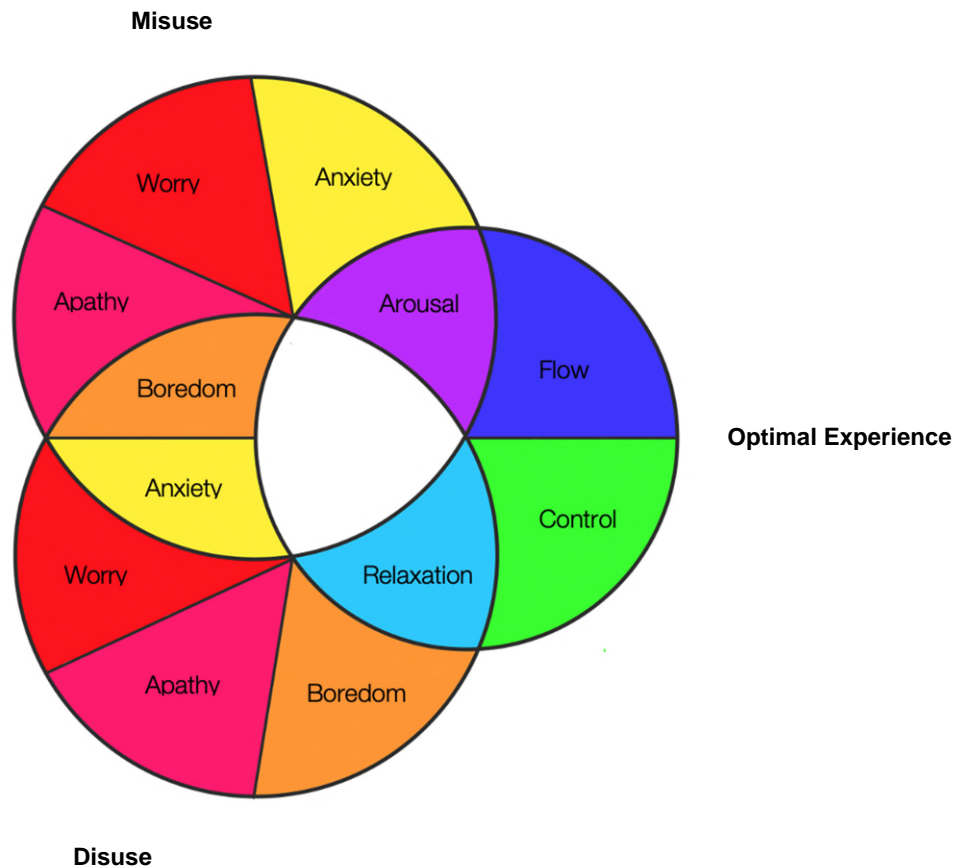 Misuse
Worry
Anxiety
Apathy
Arousal
Boredom
Flow
Optimal Experience
Anxiety
Control
Worry
Relaxation
Apathy
Boredom
Disuse